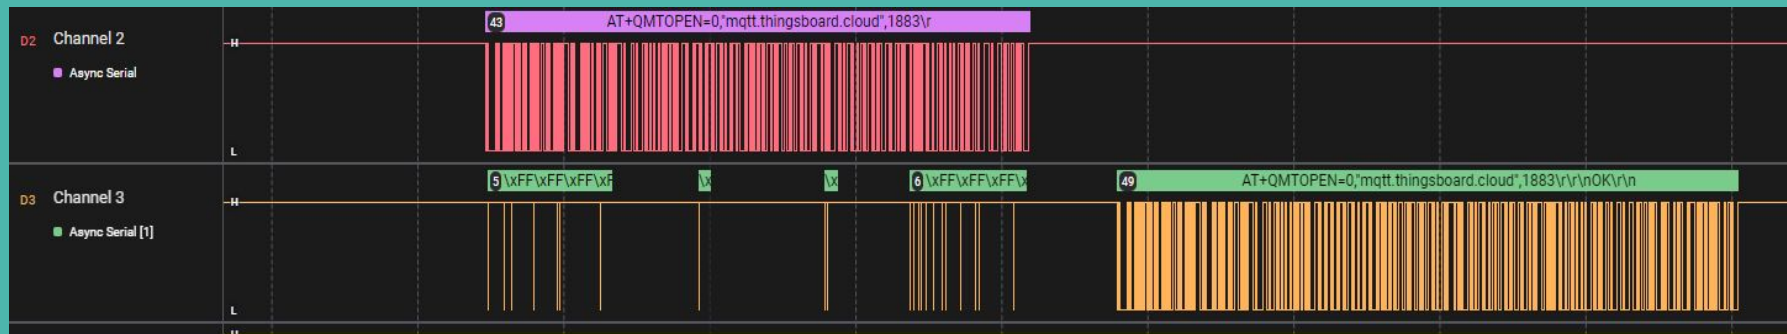 43 AT+QMTOPEN=0,"mqtt.thingsboard.cloud",1883\r
D2 Channel 2 H
Async Serial
L
5 \xFF\xFF\xFF\xF \x \x 6 \xFF\xFF\xFF\x 49 AT+QMTOPEN=0,"mqtt.thingsboard.cloud",1883\r\r\nOK\r\n
D3 Channel 3 H
Async Serial [1]
L